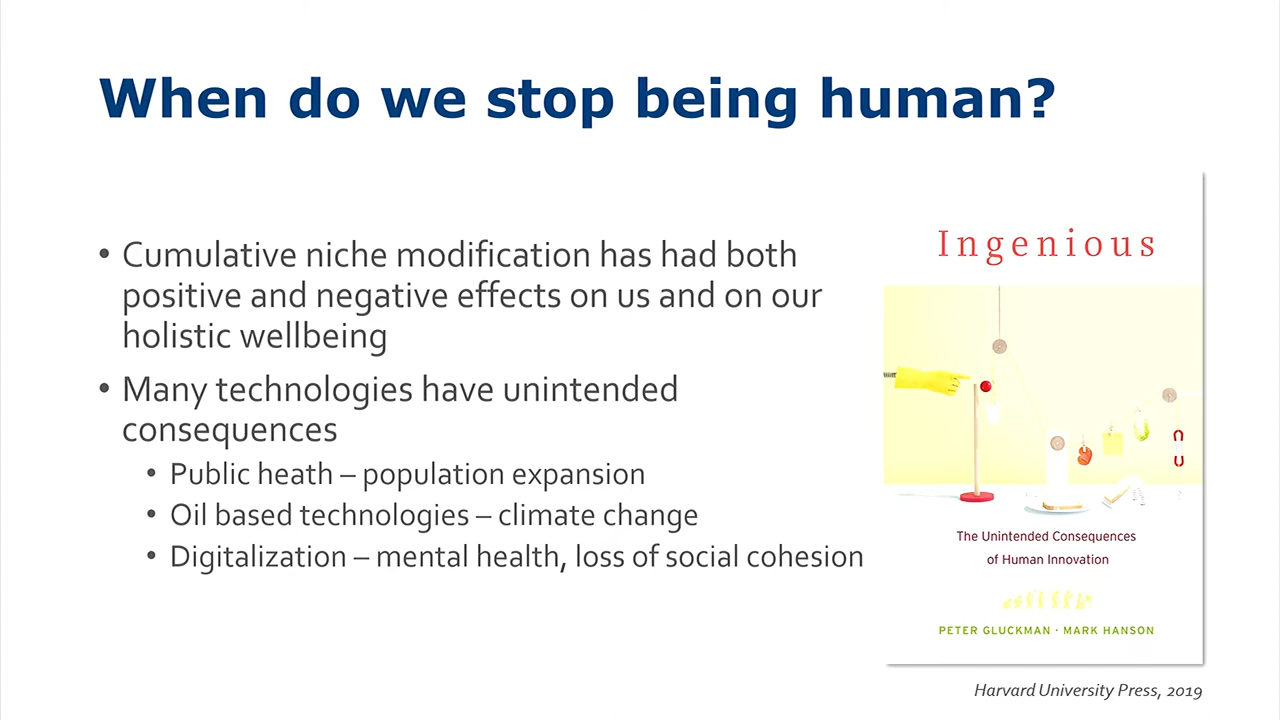 When do we stop being human?
• Cumulative niche modification has had both
positive and negative effects on us and on our
holistic wellbeing
• Many technologies have unintended
consequences
• Public heath – population expansion
• Oil based technologies – climate change
• Digitalization – mental health, loss of social cohesion
Ingenious
The Unintended Consequences
of Human Innovation
PETER GLUCKMAN · MARK HANSON
Harvard University Press, 2019